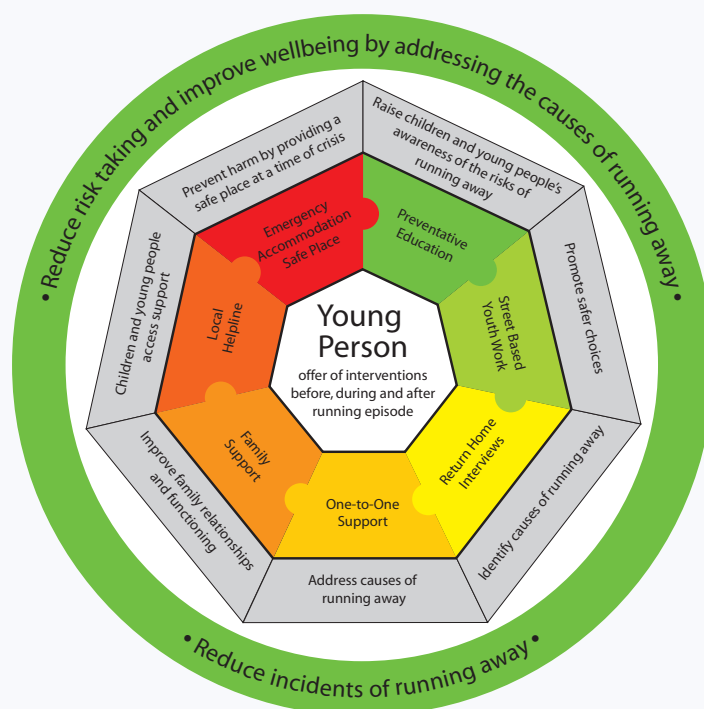 • Reduce risk taking and improve wellbeing by addressing the causes of running away •
Prevent harm by providing a
safe place at a time of crisis
Raise children and young people's
awareness of the risks of
running away
Promote safer choices
Identify causes of running away
Address causes of
running away
Improve family relationships
and functioning
Children and young people
access support
Emergency
Accommodation
Safe Place
Preventative
Education
Street Based
Youth Work
Return Home
Interviews
One-to-One
Support
Family
Support
Local
Helpline
Young
Person
offer of interventions
before, during and after
running episode
• Reduce incidents of running away •